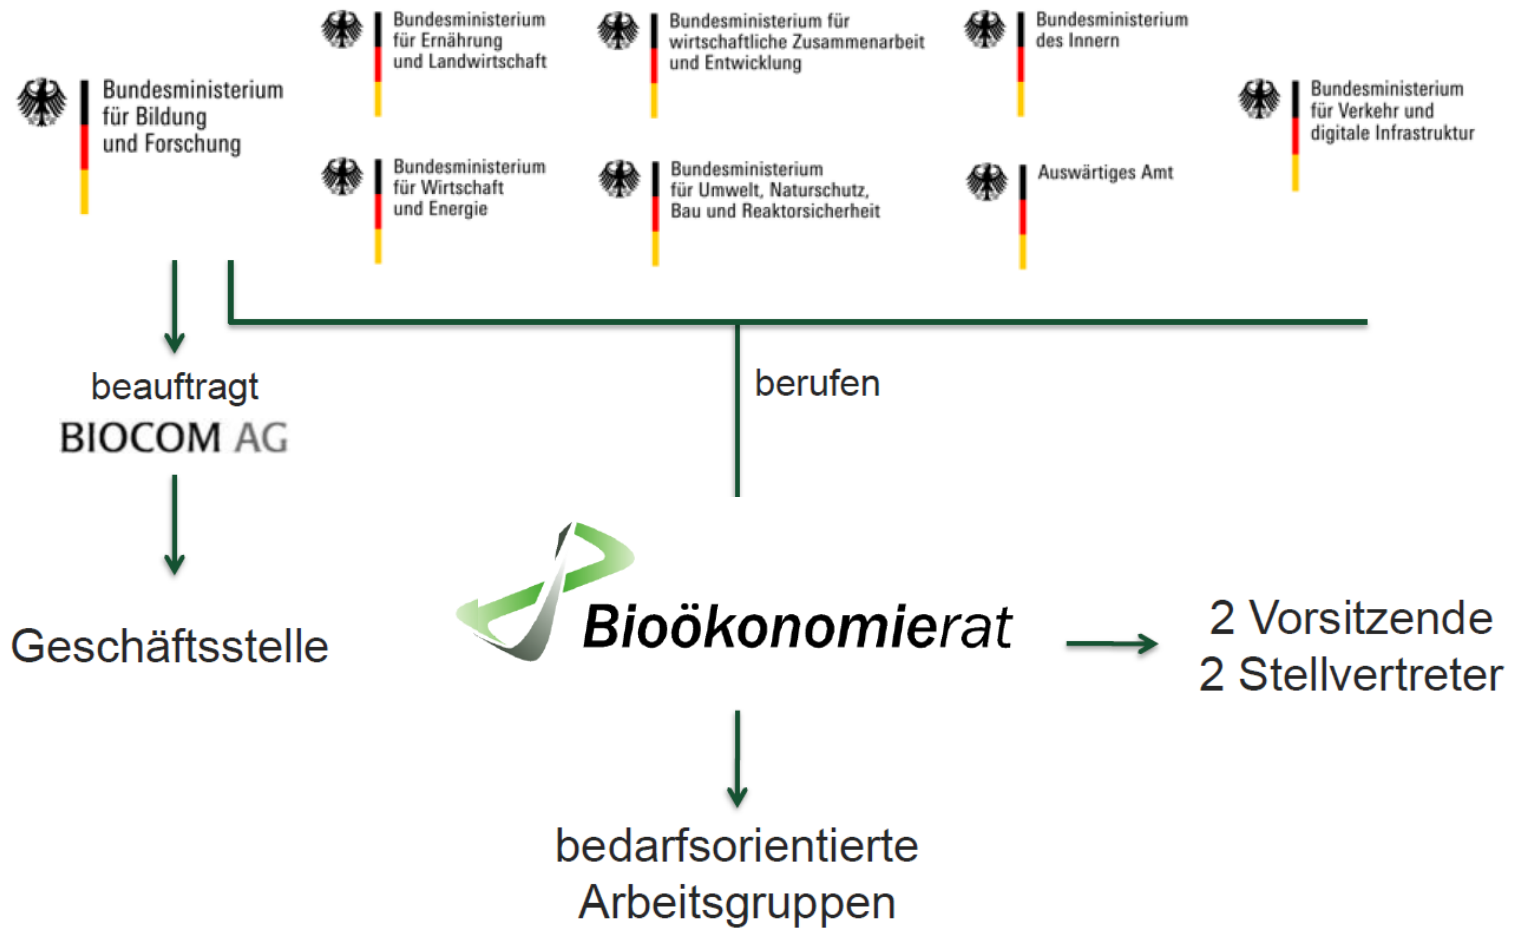 Bundesministerium
für Bildung
und Forschung
Bundesministerium
für Ernährung
und Landwirtschaft
Bundesministerium für
wirtschaftliche Zusammenarbeit
und Entwicklung
Bundesministerium
des Innern
Bundesministerium
für Verkehr und
digitale Infrastruktur
Bundesministerium
für Wirtschaft
und Energie
Bundesministerium
für Umwelt, Naturschutz,
Bau und Reaktorsicherheit
Auswärtiges Amt
beauftragt
BIOCOM AG
berufen
Geschäftsstelle
Bioökonomierat
2 Vorsitzende
2 Stellvertreter
bedarfsorientierte
Arbeitsgruppen